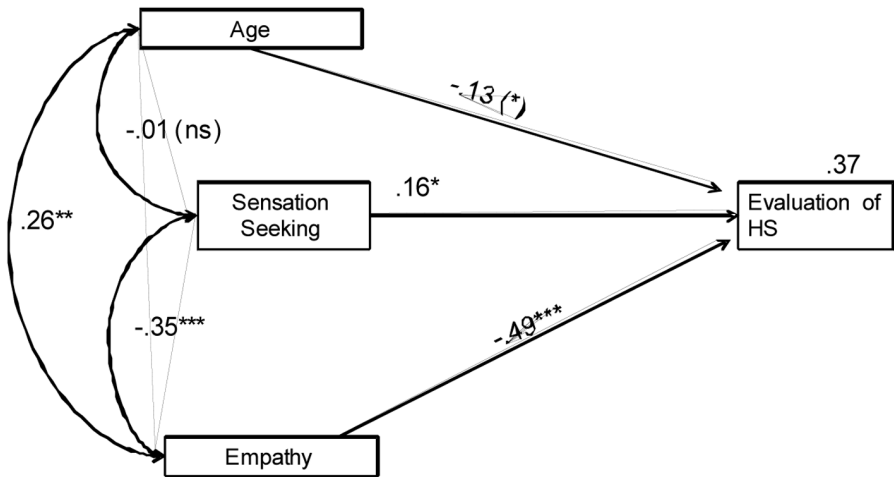 Age
-.13 (*)
-.01 (ns)
.37
.16*
Sensation
Seeking
Evaluation of
HS
.26**
-.35***
-.49***
Empathy